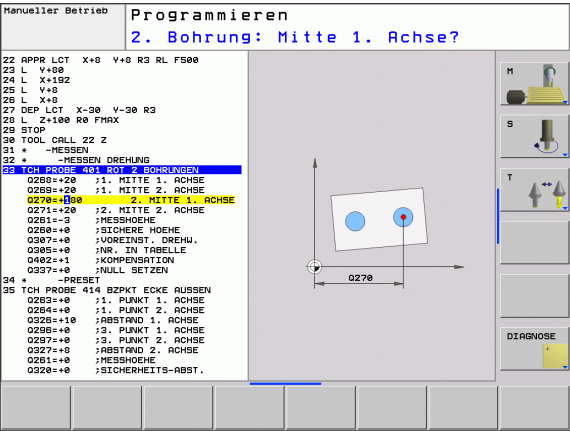 Manueller Betrieb
Programmieren
2. Bohrung: Mitte 1. Achse?
22 APPR LCT X+8 Y+8 R3 RL F500
23 L Y+80
24 L X+192
25 L Y+8
26 L X+8
27 DEP LCT X-30 Y-30 R3
28 L Z+100 R0 FMAX
29 STOP
30 TOOL CALL 22 Z
31 * -MESSEN
32 * -MESSEN DREHUNG
33 TCH PROBE 401 ROT 2 BOHRUNGEN
Q268=+20 ;1. MITTE 1. ACHSE
Q269=+20 ;1. MITTE 2. ACHSE
Q270=+180 2. MITTE 1. ACHSE
Q271=+20 ;2. MITTE 2. ACHSE
Q261=-3 ;MESSHOEHE
Q260=+0 ;SICHERE HOEHE
Q307=+0 ;VOREINST. DREHW.
Q305=+0 ;NR. IN TABELLE
Q402=+1 ;KOMPENSATION
Q337=+0 ;NULL SETZEN
34 * -PRESET
35 TCH PROBE 414 BZPKT ECKE AUSSEN
Q263=+0 ;1. PUNKT 1. ACHSE
Q264=+0 ;1. PUNKT 2. ACHSE
Q326=+10 ;ABSTAND 1. ACHSE
Q296=+0 ;3. PUNKT 1. ACHSE
Q297=+0 ;3. PUNKT 2. ACHSE
Q327=+8 ;ABSTAND 2. ACHSE
Q261=+0 ;MESSHOEHE
Q320=+0 ;SICHERHEITS-ABST.
Q270
M
S
T
DIAGNOSE